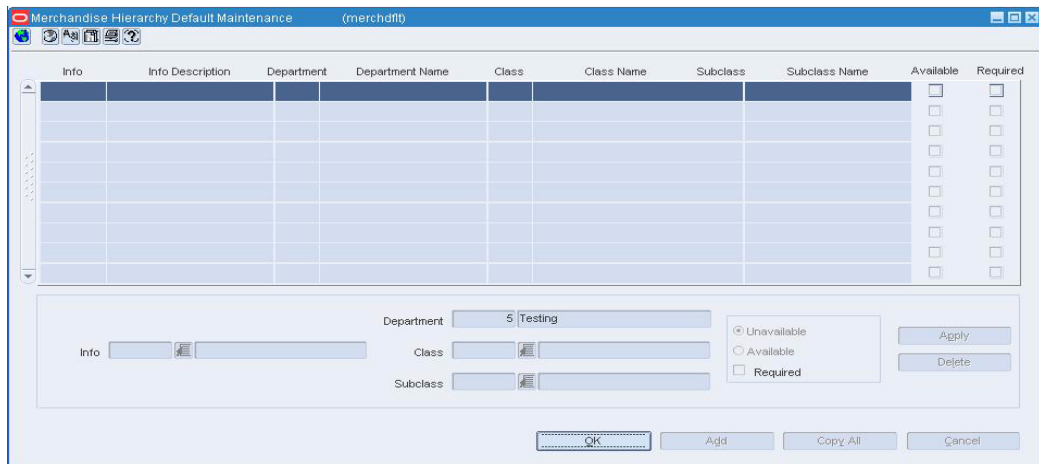 Merchandise Hierarchy Default Maintenance (merchdflt)
Info Info Description Department Department Name Class Class Name Subclass Subclass Name Available Required
Department 5 Testing
Unavailable
Apply
Info Class
Available
Delete
Required
Subclass
OK Add Copy All Cancel